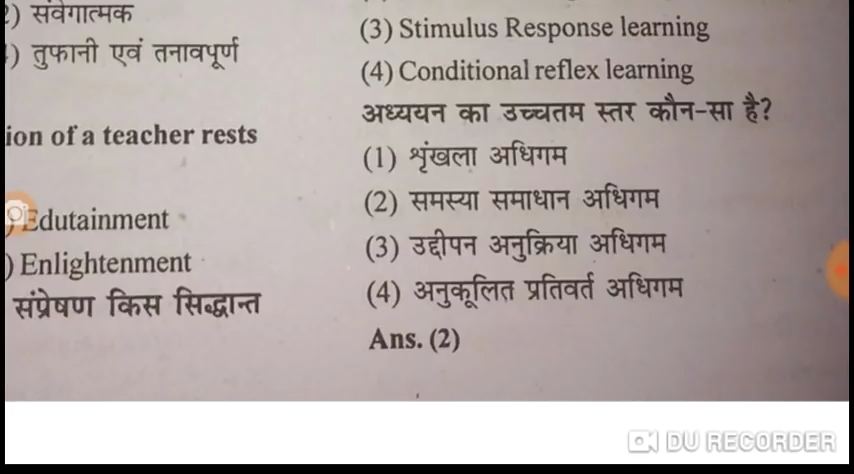 2) संवेगात्मक
) तुफानी एवं तनावपूर्ण
ion of a teacher rests
Edutainment
) Enlightenment
संप्रेषण किस सिद्धान्त
(3) Stimulus Response learning
(4) Conditional reflex learning
अध्ययन का उच्चतम स्तर कौन-सा है?
(1) शृंखला अधिगम
(2) समस्या समाधान अधिगम
(3) उद्दीपन अनुक्रिया अधिगम
(4) अनुकूलित प्रतिवर्त अधिगम
Ans. (2)
DU RECORDER